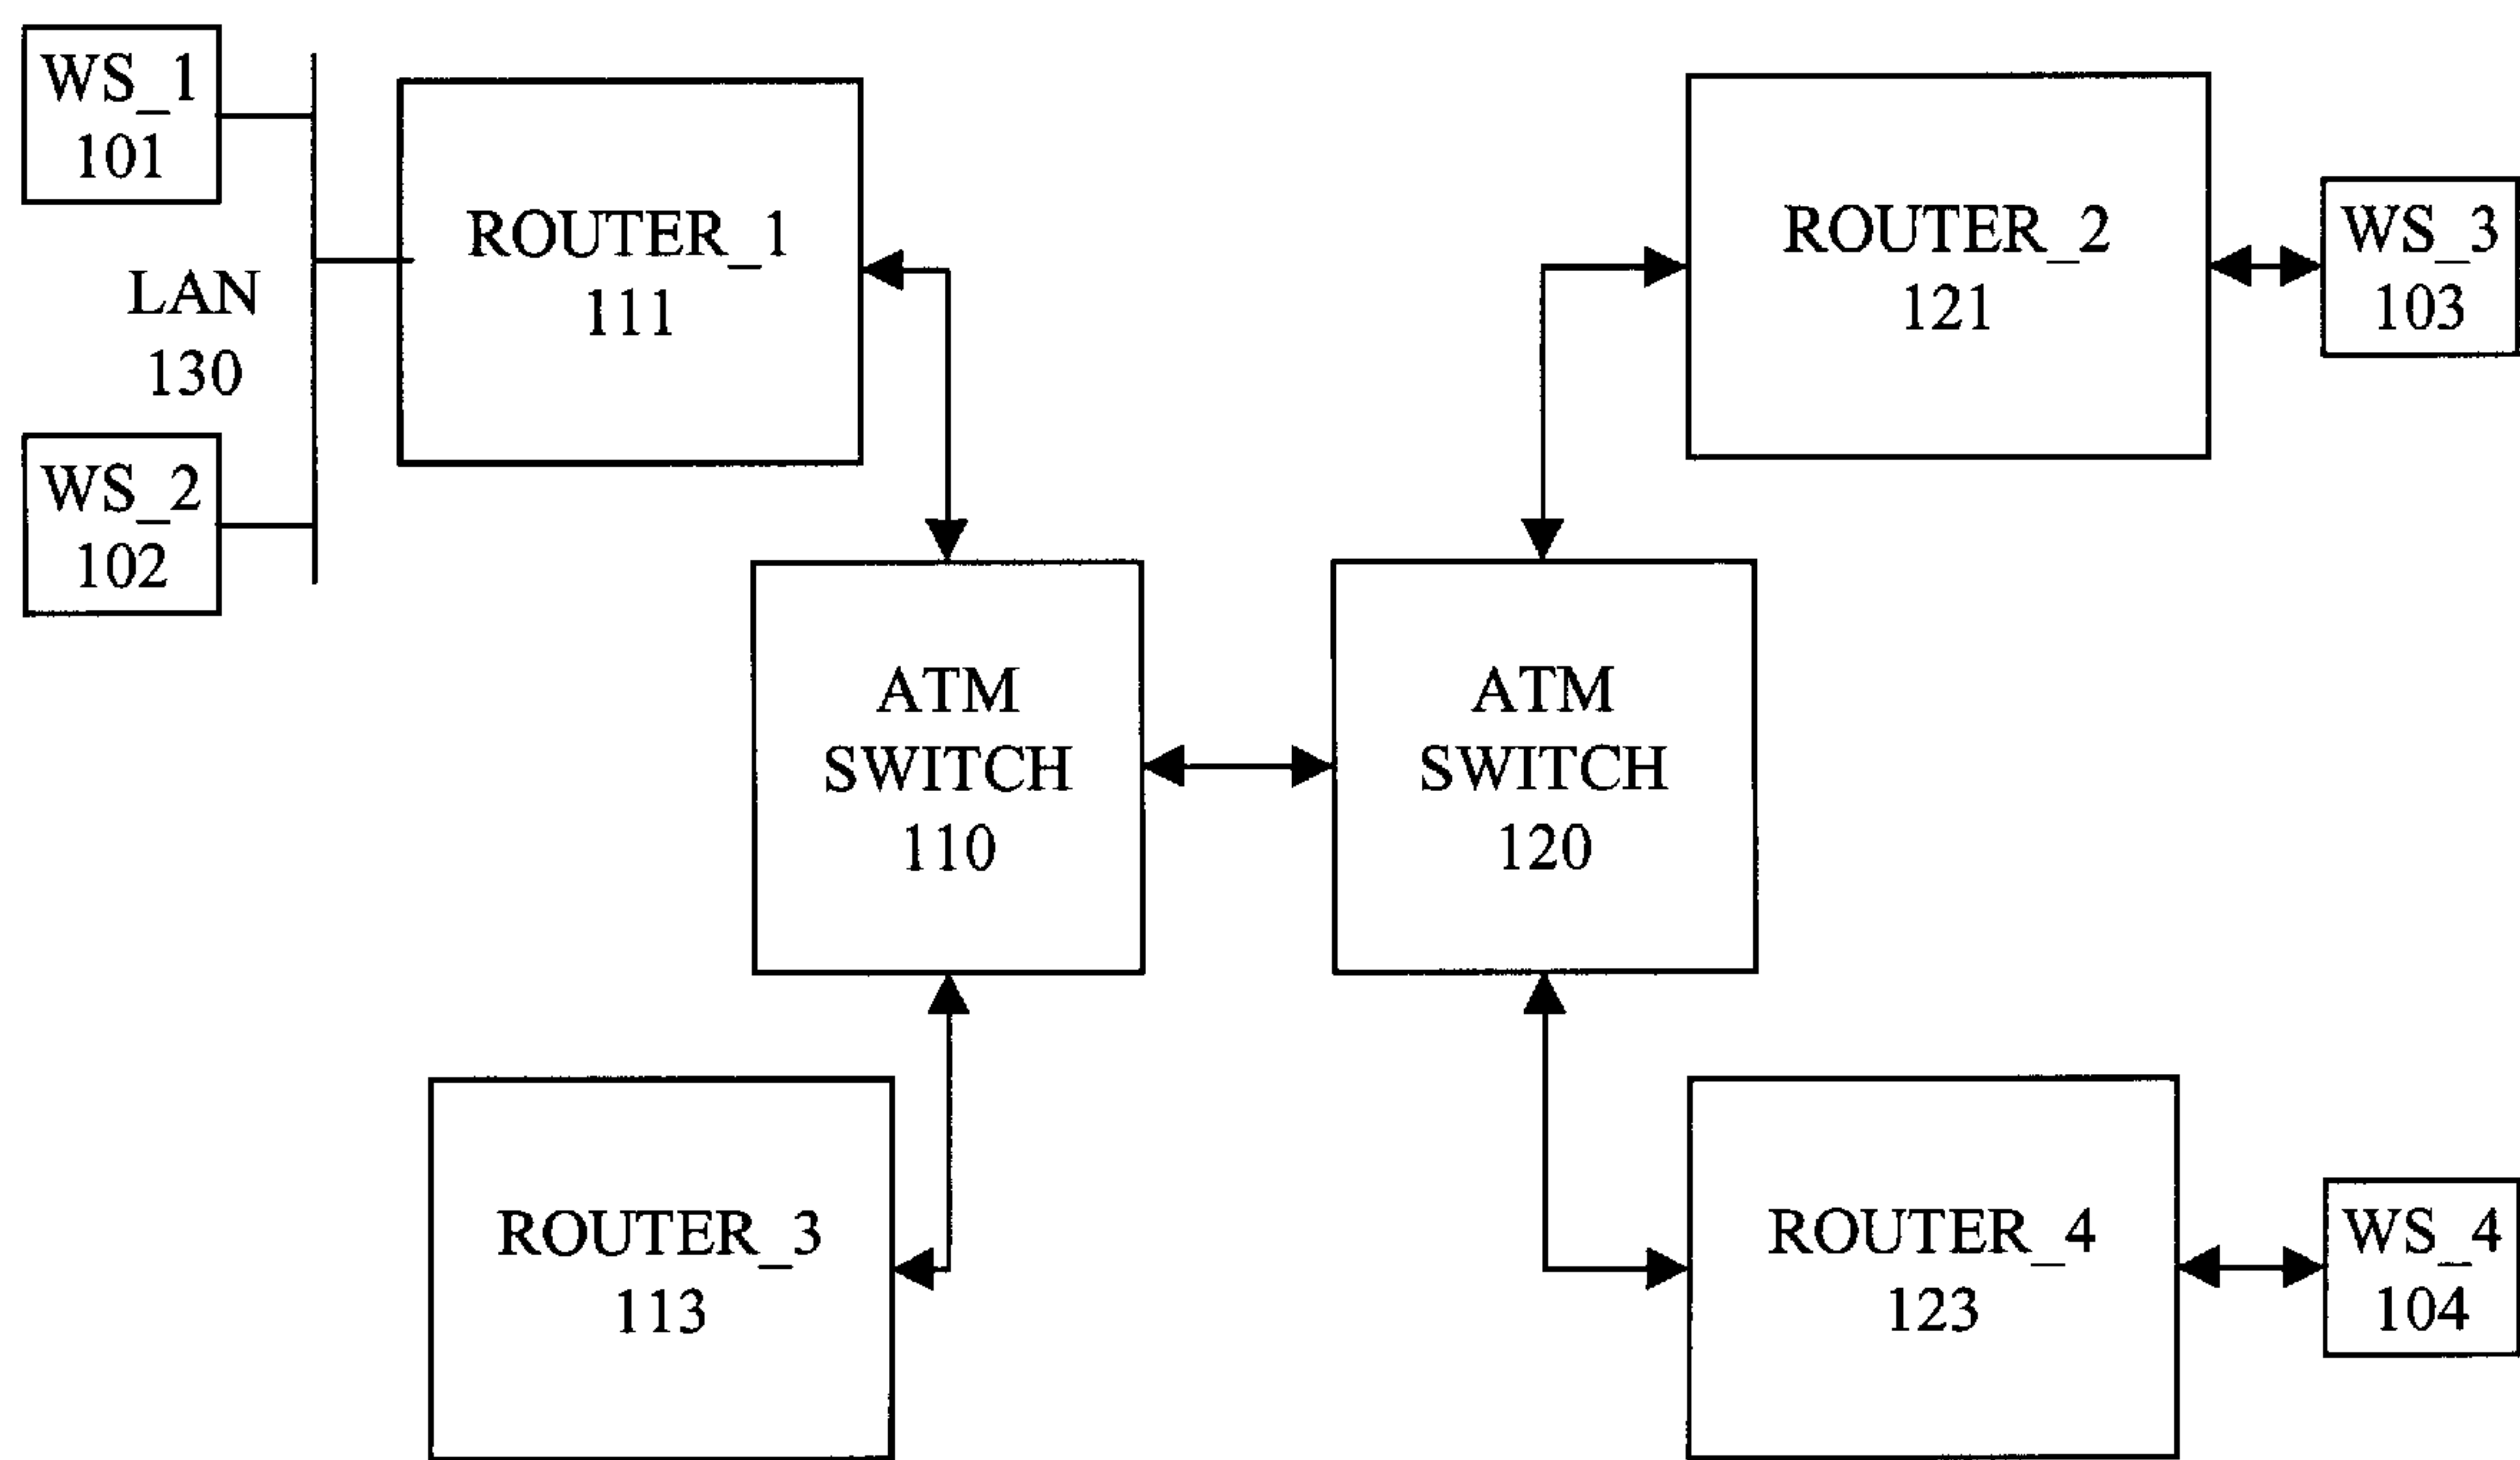 WS_1
101
LAN
130
WS_2
102
ROUTER_1
111
ROUTER_2
121
WS_3
103
ATM
SWITCH
110
ATM
SWITCH
120
ROUTER_3
113
ROUTER_4
123
WS_4
104